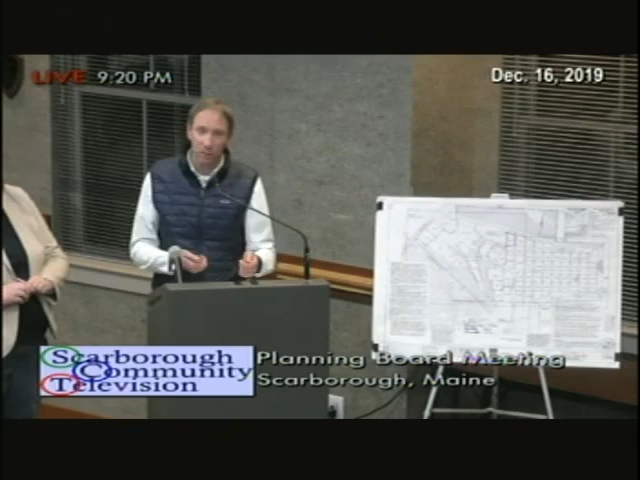 LIVE 9:20 PM
Dec. 16, 2019
Scarborough
Community
Television
Planning Board Meeting
Scarborough, Maine